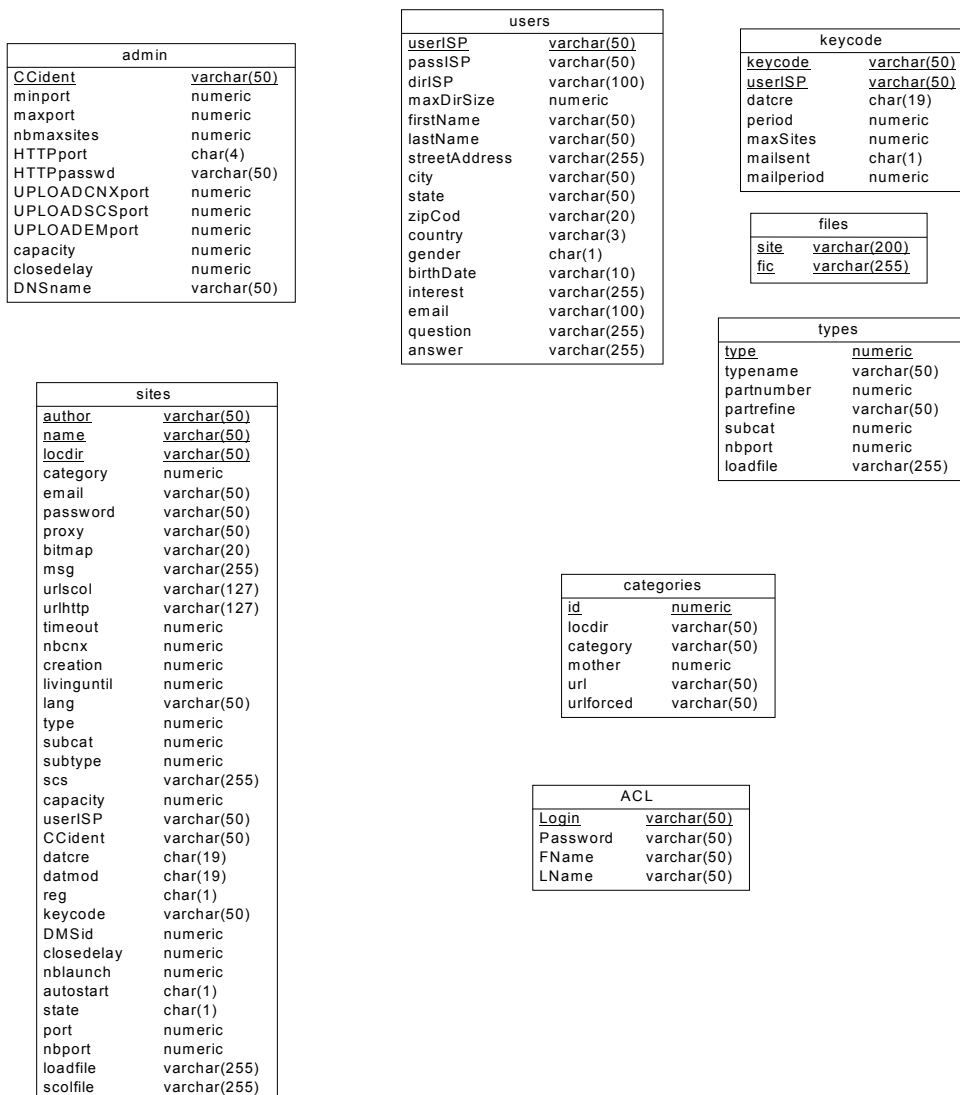 admin
CCident varchar(50)
minport numeric
maxport numeric
nbmaxsites numeric
HTTPport char(4)
HTTPpasswd varchar(50)
UPLOADCNXport numeric
UPLOADSCSport numeric
UPLOADEMport numeric
capacity numeric
closedelay numeric
DNSname varchar(50)
users
userISP varchar(50)
passISP varchar(50)
dirISP varchar(100)
maxDirSize numeric
firstName varchar(50)
lastName varchar(50)
streetAddress varchar(255)
city varchar(50)
state varchar(50)
zipCod varchar(20)
country varchar(3)
gender char(1)
birthDate varchar(10)
interest varchar(255)
email varchar(100)
question varchar(255)
answer varchar(255)
keycode
keycode varchar(50)
userISP varchar(50)
datcre char(19)
period numeric
maxSites numeric
mailsent char(1)
mailperiod numeric
files
site varchar(200)
fic varchar(255)
types
type numeric
typename varchar(50)
partnumber numeric
partrefine varchar(50)
subcat numeric
nbport numeric
loadfile varchar(255)
sites
author varchar(50)
name varchar(50)
locdir varchar(50)
category numeric
email varchar(50)
password varchar(50)
proxy varchar(50)
bitmap varchar(20)
msg varchar(255)
urlscol varchar(127)
urlhttp varchar(127)
timeout numeric
nbcnx numeric
creation numeric
livinguntil numeric
lang varchar(50)
type numeric
subcat numeric
subtype numeric
scs varchar(255)
capacity numeric
userISP varchar(50)
CCident varchar(50)
datcre char(19)
datmod char(19)
reg char(1)
keycode varchar(50)
DMSid numeric
closedelay numeric
nblaunch numeric
autostart char(1)
state char(1)
port numeric
nbport numeric
loadfile varchar(255)
scolfile varchar(255)
categories
id numeric
locdir varchar(50)
category varchar(50)
mother numeric
url varchar(50)
urlforced varchar(50)
ACL
Login varchar(50)
Password varchar(50)
FName varchar(50)
LName varchar(50)